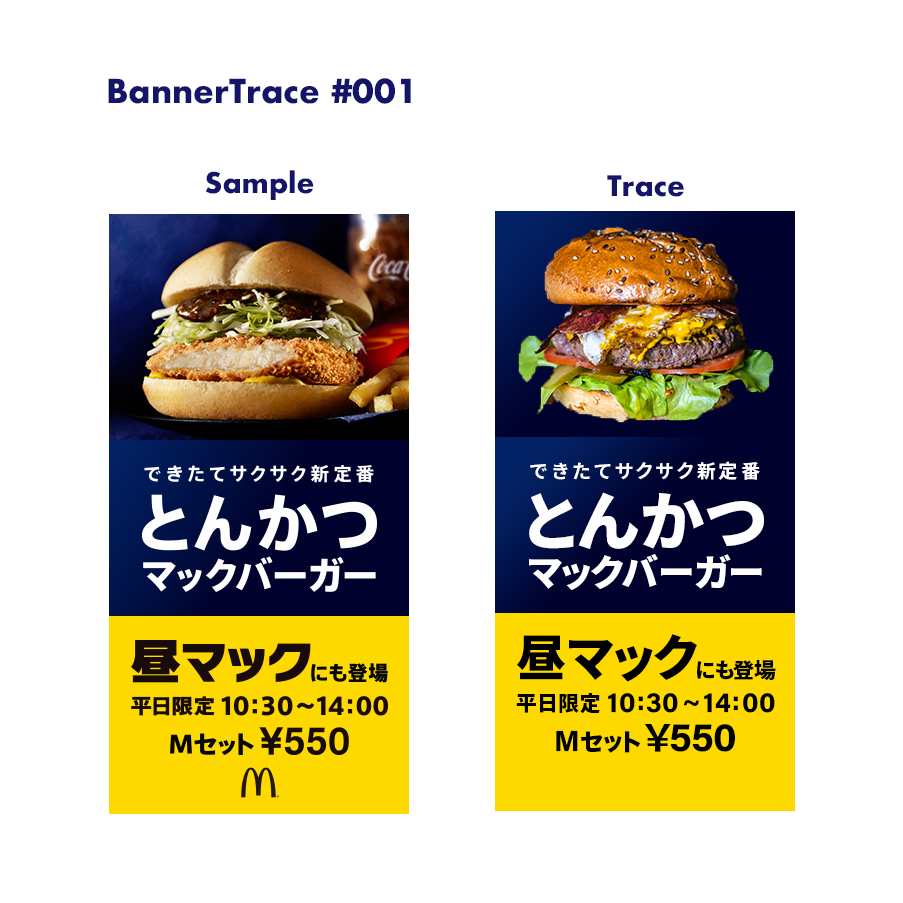 BannerTrace #001
Sample
Coca
できたてサクサク新定番
とんかつ
マックバーガー
昼マックにも登場
平日限定 10:30～14:00
Mセット ¥550
Trace
できたてサクサク新定番
とんかつ
マックバーガー
昼マックにも登場
平日限定 10:30～14:00
Mセット ¥550